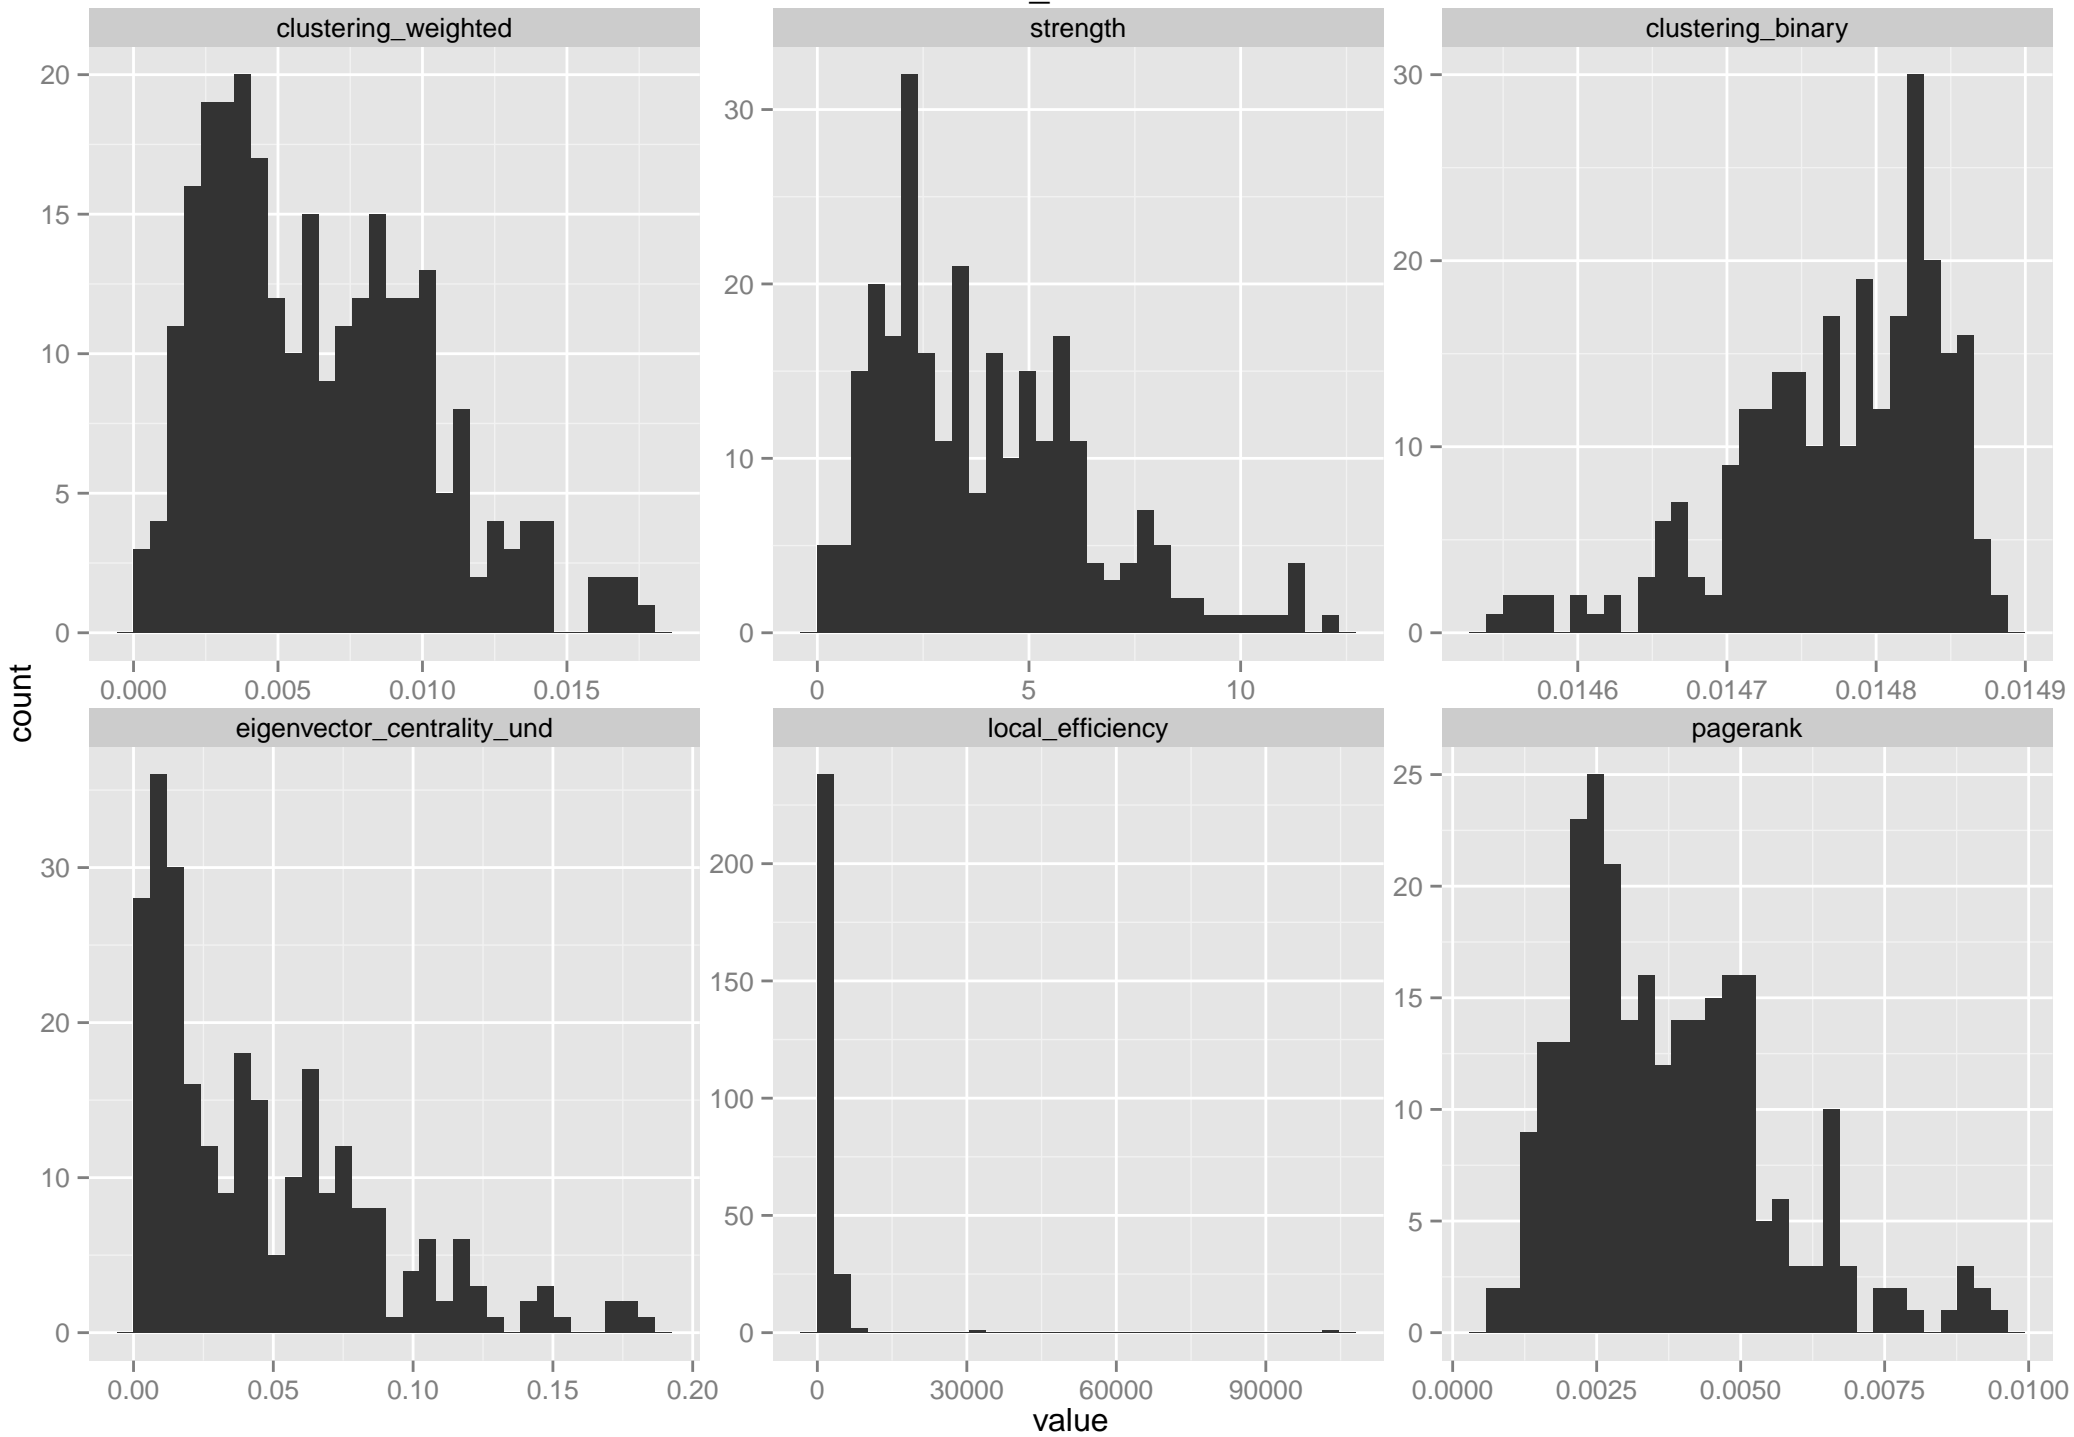 clustering_weighted
strength
clustering_binary
20
15
10
5
0
30
20
10
0
30
20
10
0
0.000 0.005 0.010 0.015
0 5 10
0.0146 0.0147 0.0148 0.0149
count
eigenvector_centrality_und
local_efficiency
pagerank
30
20
10
0
200
150
100
50
0
25
20
15
10
5
0
0.00 0.05 0.10 0.15 0.20
0 30000 60000 90000
0.0000 0.0025 0.0050 0.0075 0.0100
value